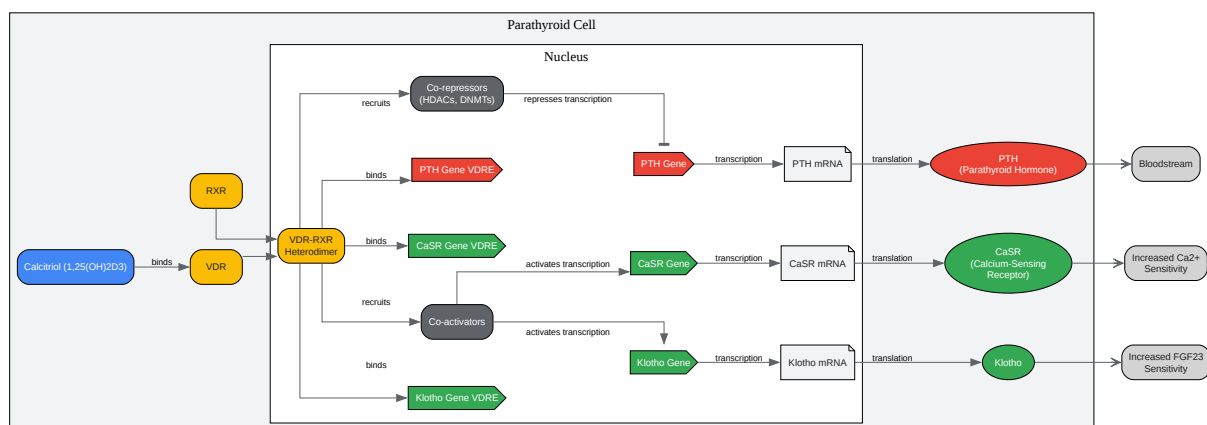 Parathyroid Cell
Nucleus
Co-repressors
(HDACs, DNMTs)
recruits
represses transcription
PTH Gene VDRE
binds
PTH Gene
transcription
PTH mRNA
translation
PTH
(Parathyroid Hormone)
Bloodstream
RXR
VDR-RXR
Heterodimer
binds
CaSR Gene VDRE
Calcitriol (1,25(OH)2D3)
binds
VDR
activates transcription
CaSR Gene
transcription
CaSR mRNA
translation
CaSR
(Calcium-Sensing
Receptor)
Increased Ca2+
Sensitivity
recruits
Co-activators
activates transcription
Klotho Gene
transcription
Klotho mRNA
translation
Klotho
Increased FGF23
Sensitivity
binds
Klotho Gene VDRE